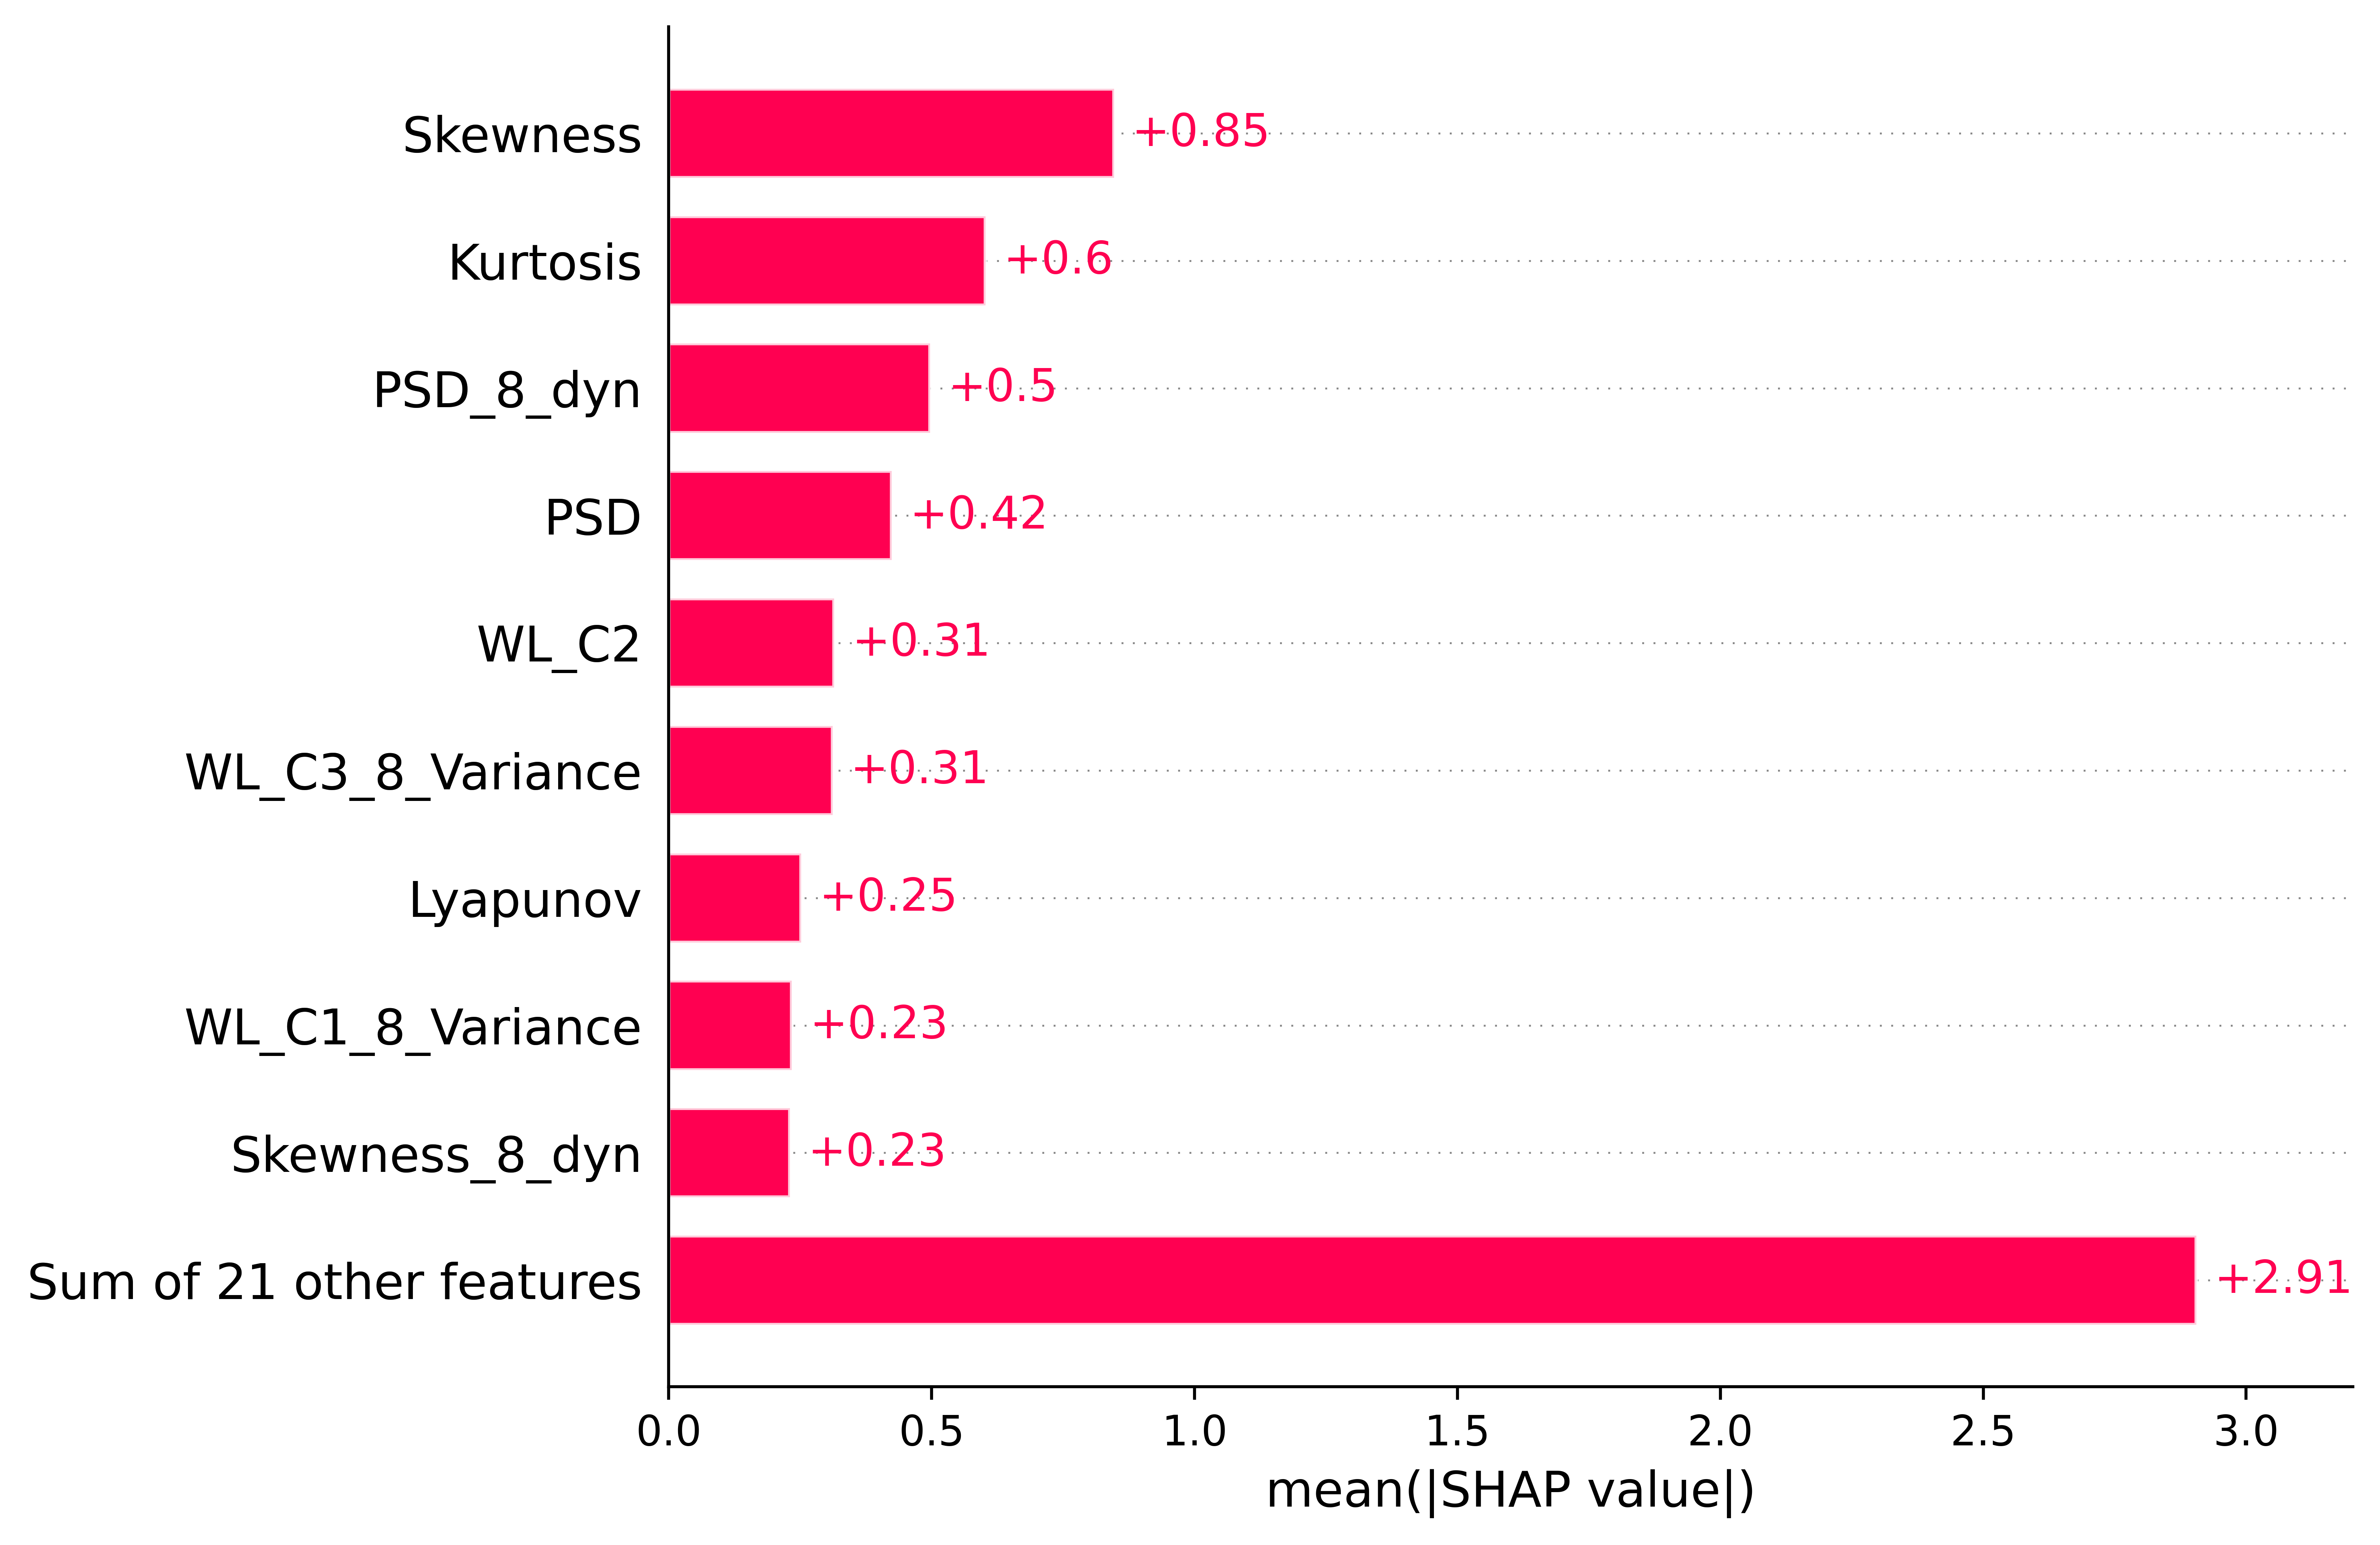 Skewness +0.85
Kurtosis +0.6
PSD_8_dyn +0.5
PSD +0.42
WL_C2 +0.31
WL_C3_8_Variance +0.31
Lyapunov +0.25
WL_C1_8_Variance +0.23
Skewness_8_dyn +0.23
Sum of 21 other features +2.91
0.0 0.5 1.0 1.5 2.0 2.5 3.0
mean(|SHAP value|)